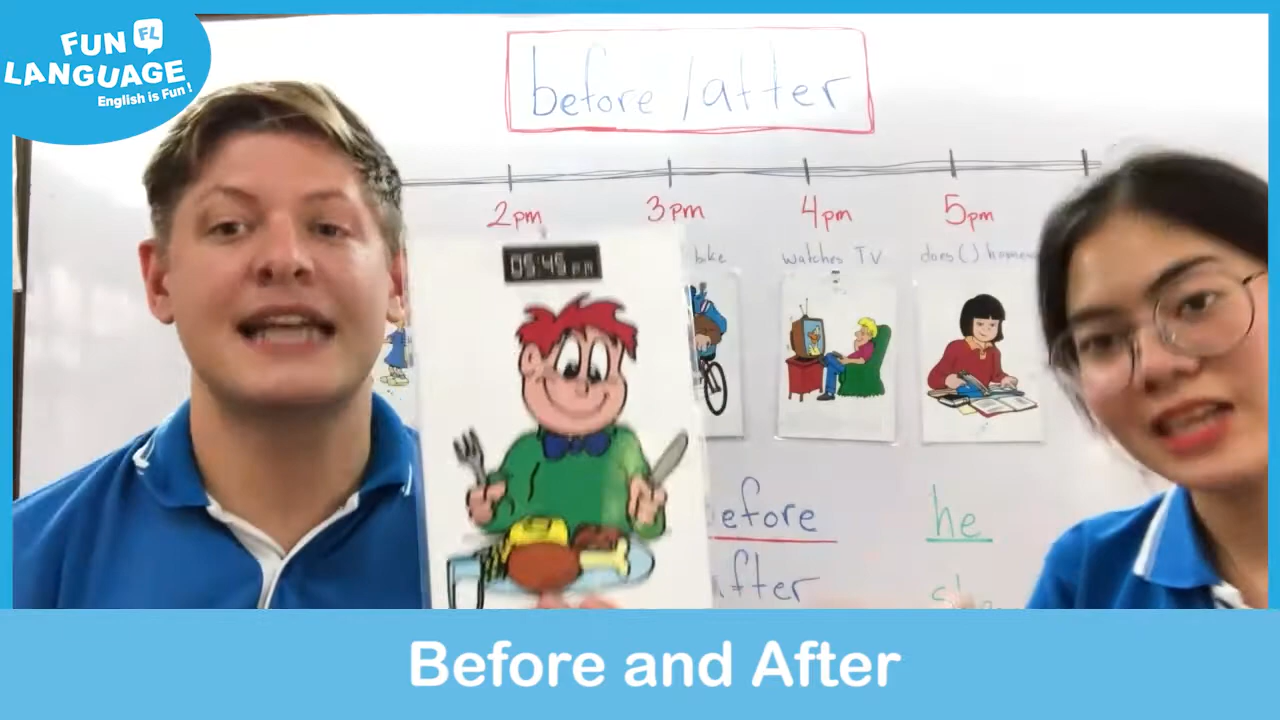 FUN FL
LANGUAGE
English is Fun !
before / after
2pm 3pm 4pm 5pm
05:45 pm
bike watches TV does ( )
efore he
fter
Before and After